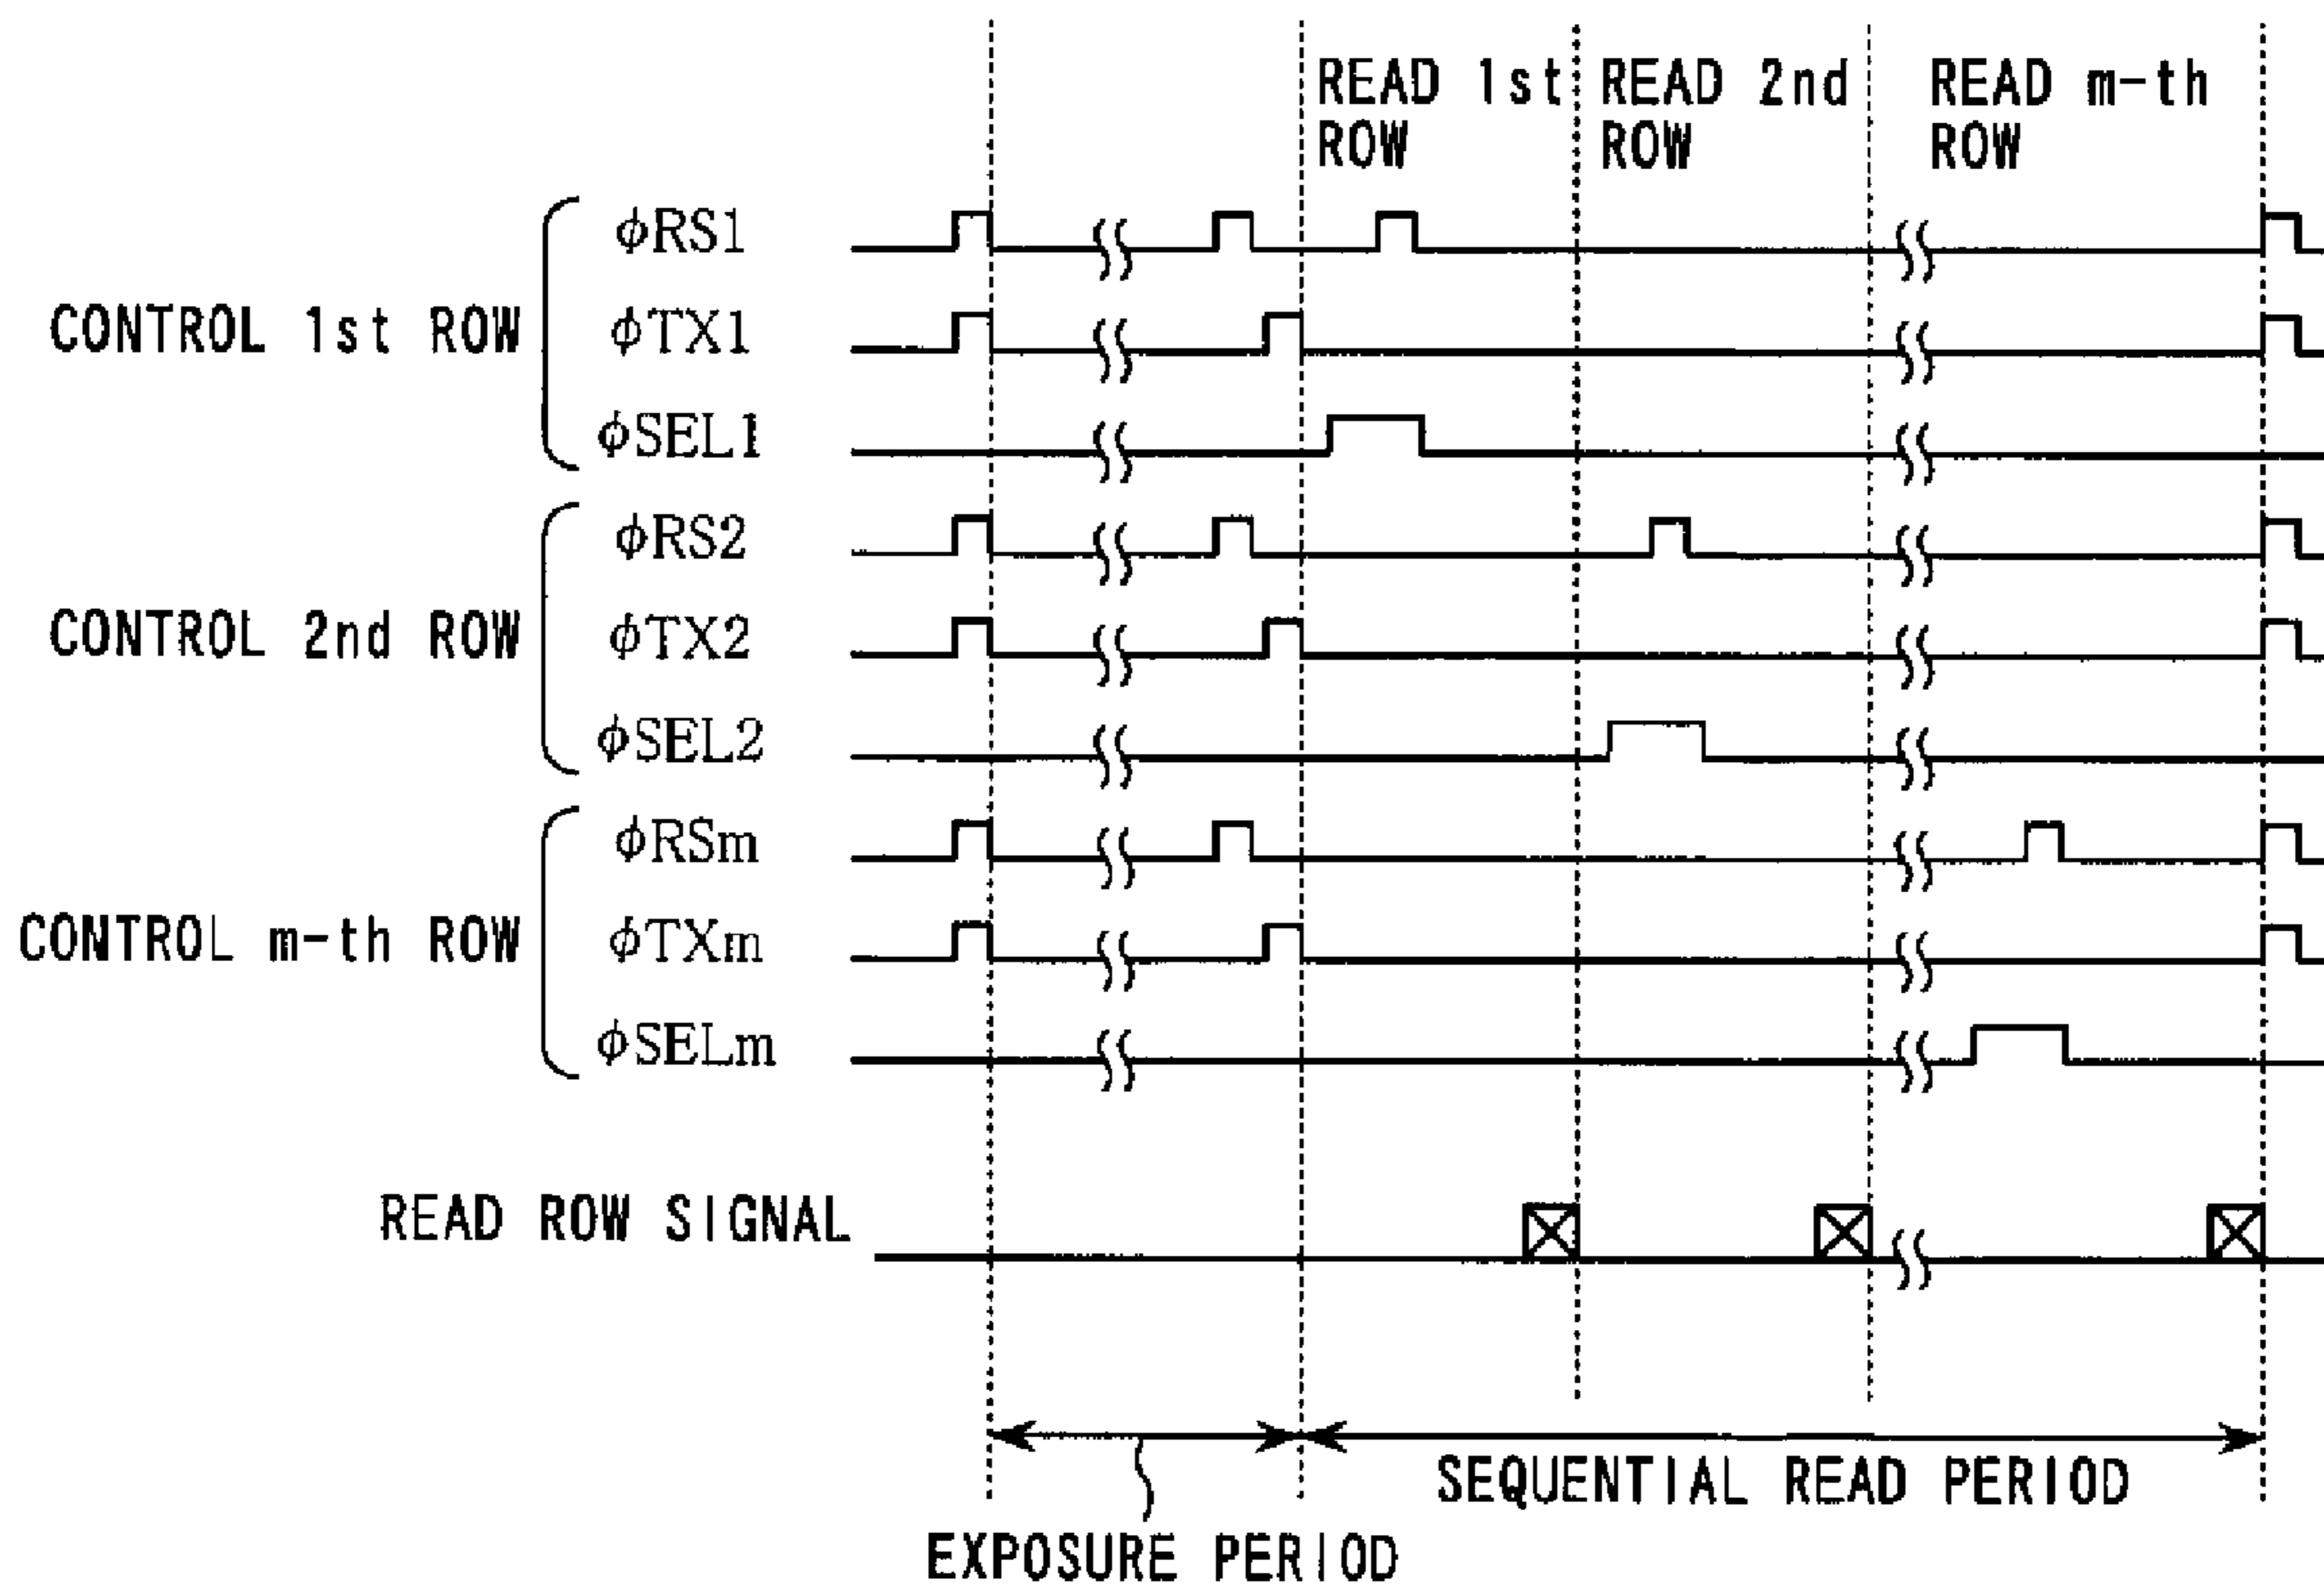 READ 1st
ROW
READ 2nd
ROW
READ m-th
ROW
CONTROL 1st ROW
ϕRS1
ϕTX1
ϕSEL1
CONTROL 2nd ROW
ϕRS2
ϕTX2
ϕSEL2
CONTROL m-th ROW
ϕRSm
ϕTXm
ϕSELm
READ ROW SIGNAL
SEQUENTIAL READ PERIOD
EXPOSURE PERIOD